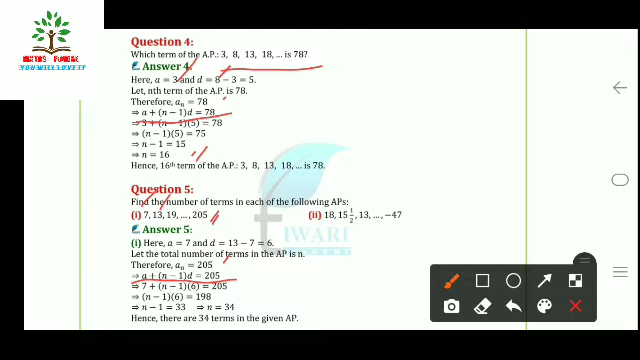 Question 4:
Which term of the A.P.: 3, 8, 13, 18, ... is 78?
Answer 4:
Here, a = 3 and d = 8 – 3 = 5.
Let, nth term of the A.P. is 78.
Therefore, aₙ = 78
⇒ a + (n – 1)d = 78
⇒ 3 + (n – 1)(5) = 78
⇒ (n – 1)(5) = 75
⇒ n – 1 = 15
⇒ n = 16
Hence, 16ᵗʰ term of the A.P.: 3, 8, 13, 18, ... is 78.
Question 5:
Find the number of terms in each of the following APs:
(i) 7, 13, 19, ... , 205 (ii) 18, 15 1/2, 13, ... , –47
IWARI
ACADEMY
Answer 5:
(i) Here, a = 7 and d = 13 – 7 = 6.
Let the total number of terms in the AP is n.
Therefore, aₙ = 205
⇒ a + (n – 1)d = 205
⇒ 7 + (n – 1)(6) = 205
⇒ (n – 1)(6) = 198
⇒ n – 1 = 33 ⇒ n = 34
Hence, there are 34 terms in the given AP.